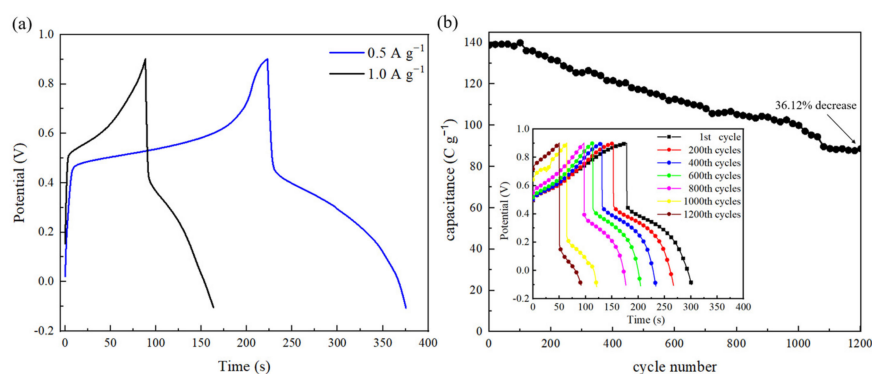 (a)
0.5 A g⁻¹
1.0 A g⁻¹
Potential (V)
1.0
0.8
0.6
0.4
0.2
0.0
-0.2
0
50
100
150
200
250
300
350
400
Time (s)
(b)
capacitance (C g⁻¹)
140
120
100
80
60
40
20
0
36.12% decrease
Potential (V)
1.0
0.8
0.6
0.4
0.2
0.0
-0.2
1st cycle
200th cycles
400th cycles
600th cycles
800th cycles
1000th cycles
1200th cycles
0 50 100 150 200 250 300 350 400
Time (s)
0 200 400 600 800 1000 1200
cycle number